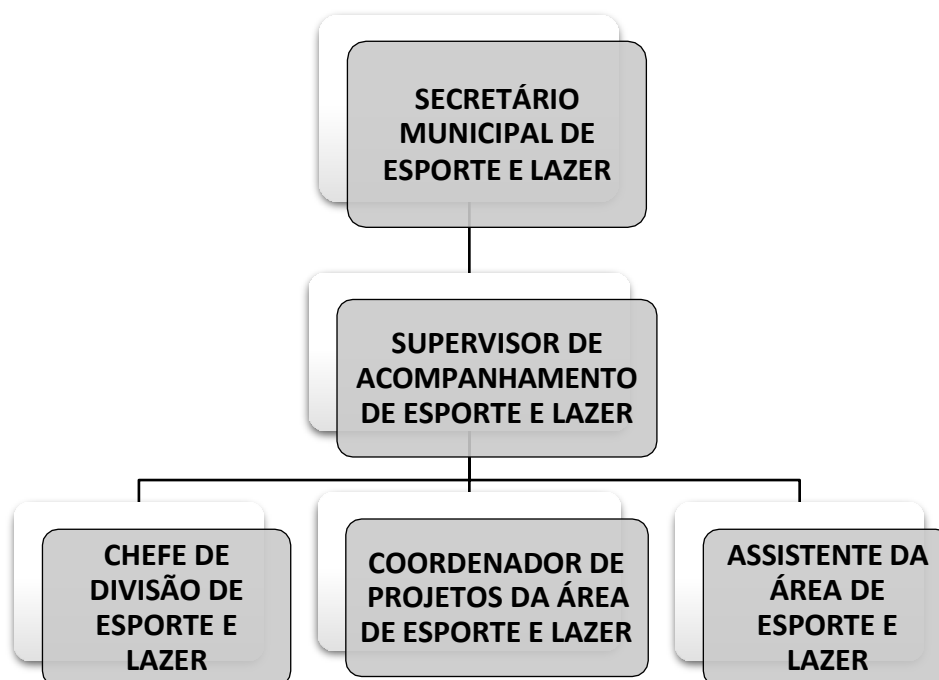 SECRETÁRIO
MUNICIPAL DE
ESPORTE E LAZER
SUPERVISOR DE
ACOMPANHAMENTO
DE ESPORTE E LAZER
CHEFE DE
DIVISÃO DE
ESPORTE E
LAZER
COORDENADOR DE
PROJETOS DA ÁREA
DE ESPORTE E LAZER
ASSISTENTE DA
ÁREA DE
ESPORTE E
LAZER